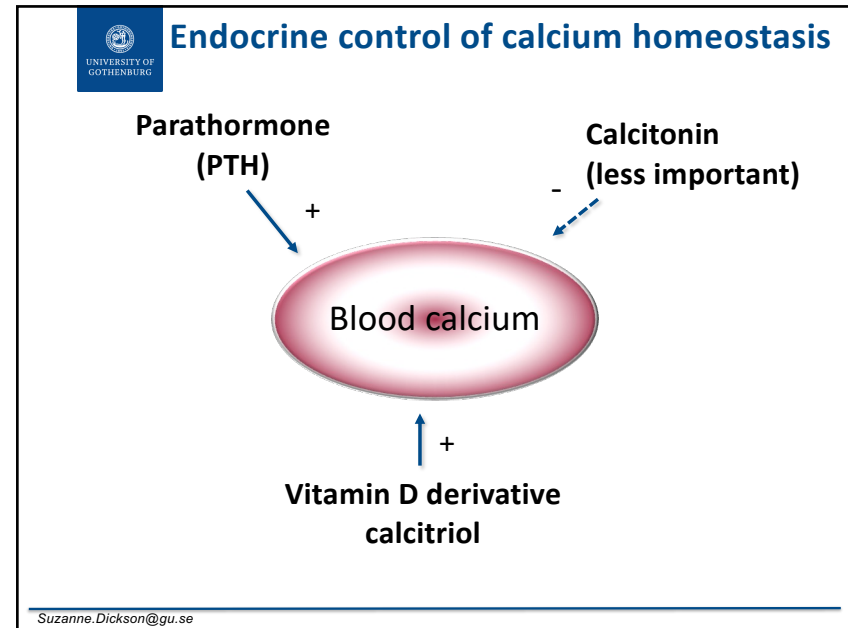 UNIVERSITY OF
GOTHENBURG
Endocrine control of calcium homeostasis
Parathormone
(PTH)
+
Calcitonin
(less important)
-
Blood calcium
+
Vitamin D derivative
calcitriol
Suzanne.Dickson@gu.se